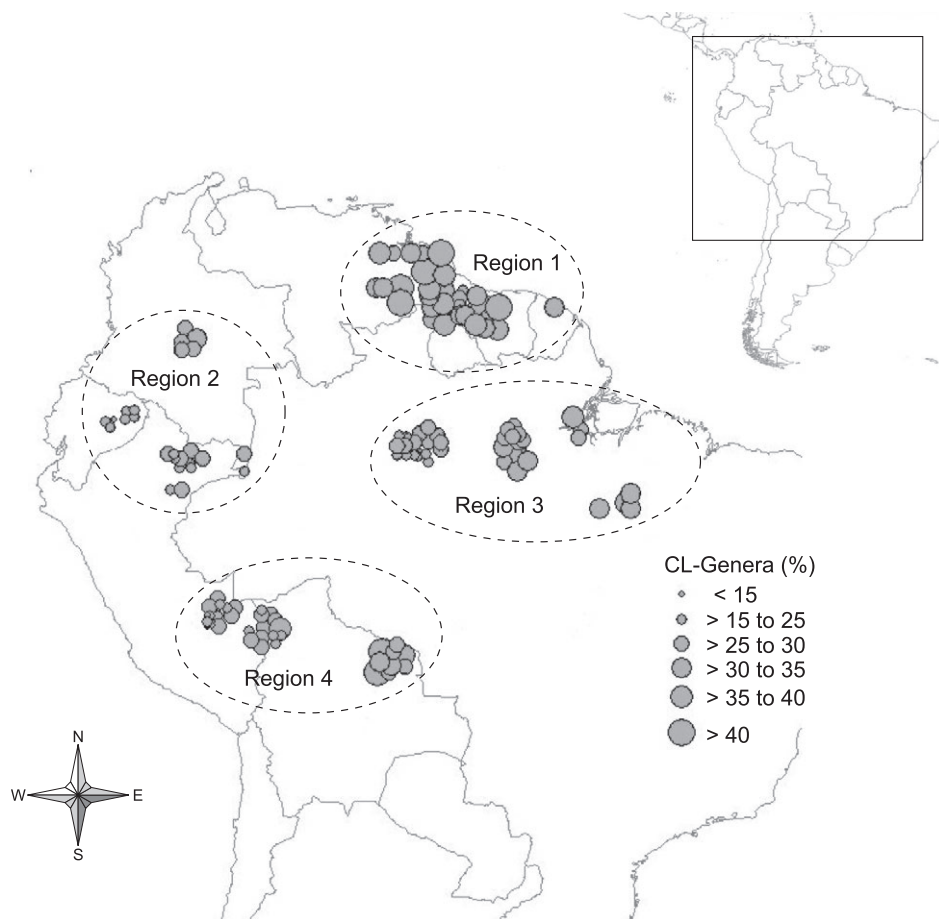 Region 1
Region 2
Region 3
Region 4
CL-Genera (%)
< 15
> 15 to 25
> 25 to 30
> 30 to 35
> 35 to 40
> 40
N
W
E
S